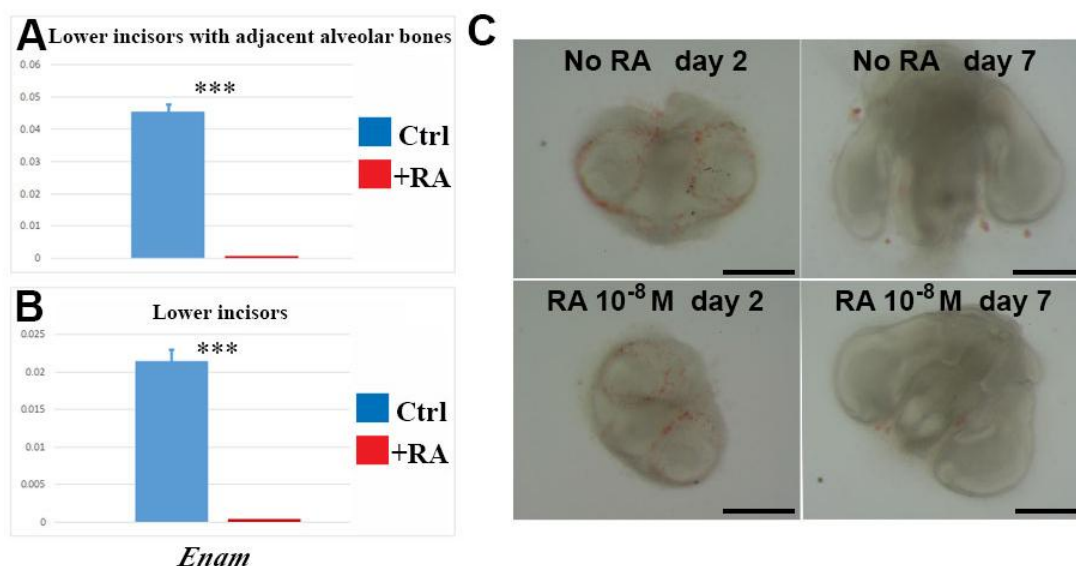 A
Lower incisors with adjacent alveolar bones
0.06
0.05
0.04
0.03
0.02
0.01
0
***
Ctrl
+RA
B
Lower incisors
0.025
0.02
0.015
0.01
0.005
0
***
Ctrl
+RA
Enam
C
No RA day 2
No RA day 7
RA 10⁻⁸ M day 2
RA 10⁻⁸ M day 7